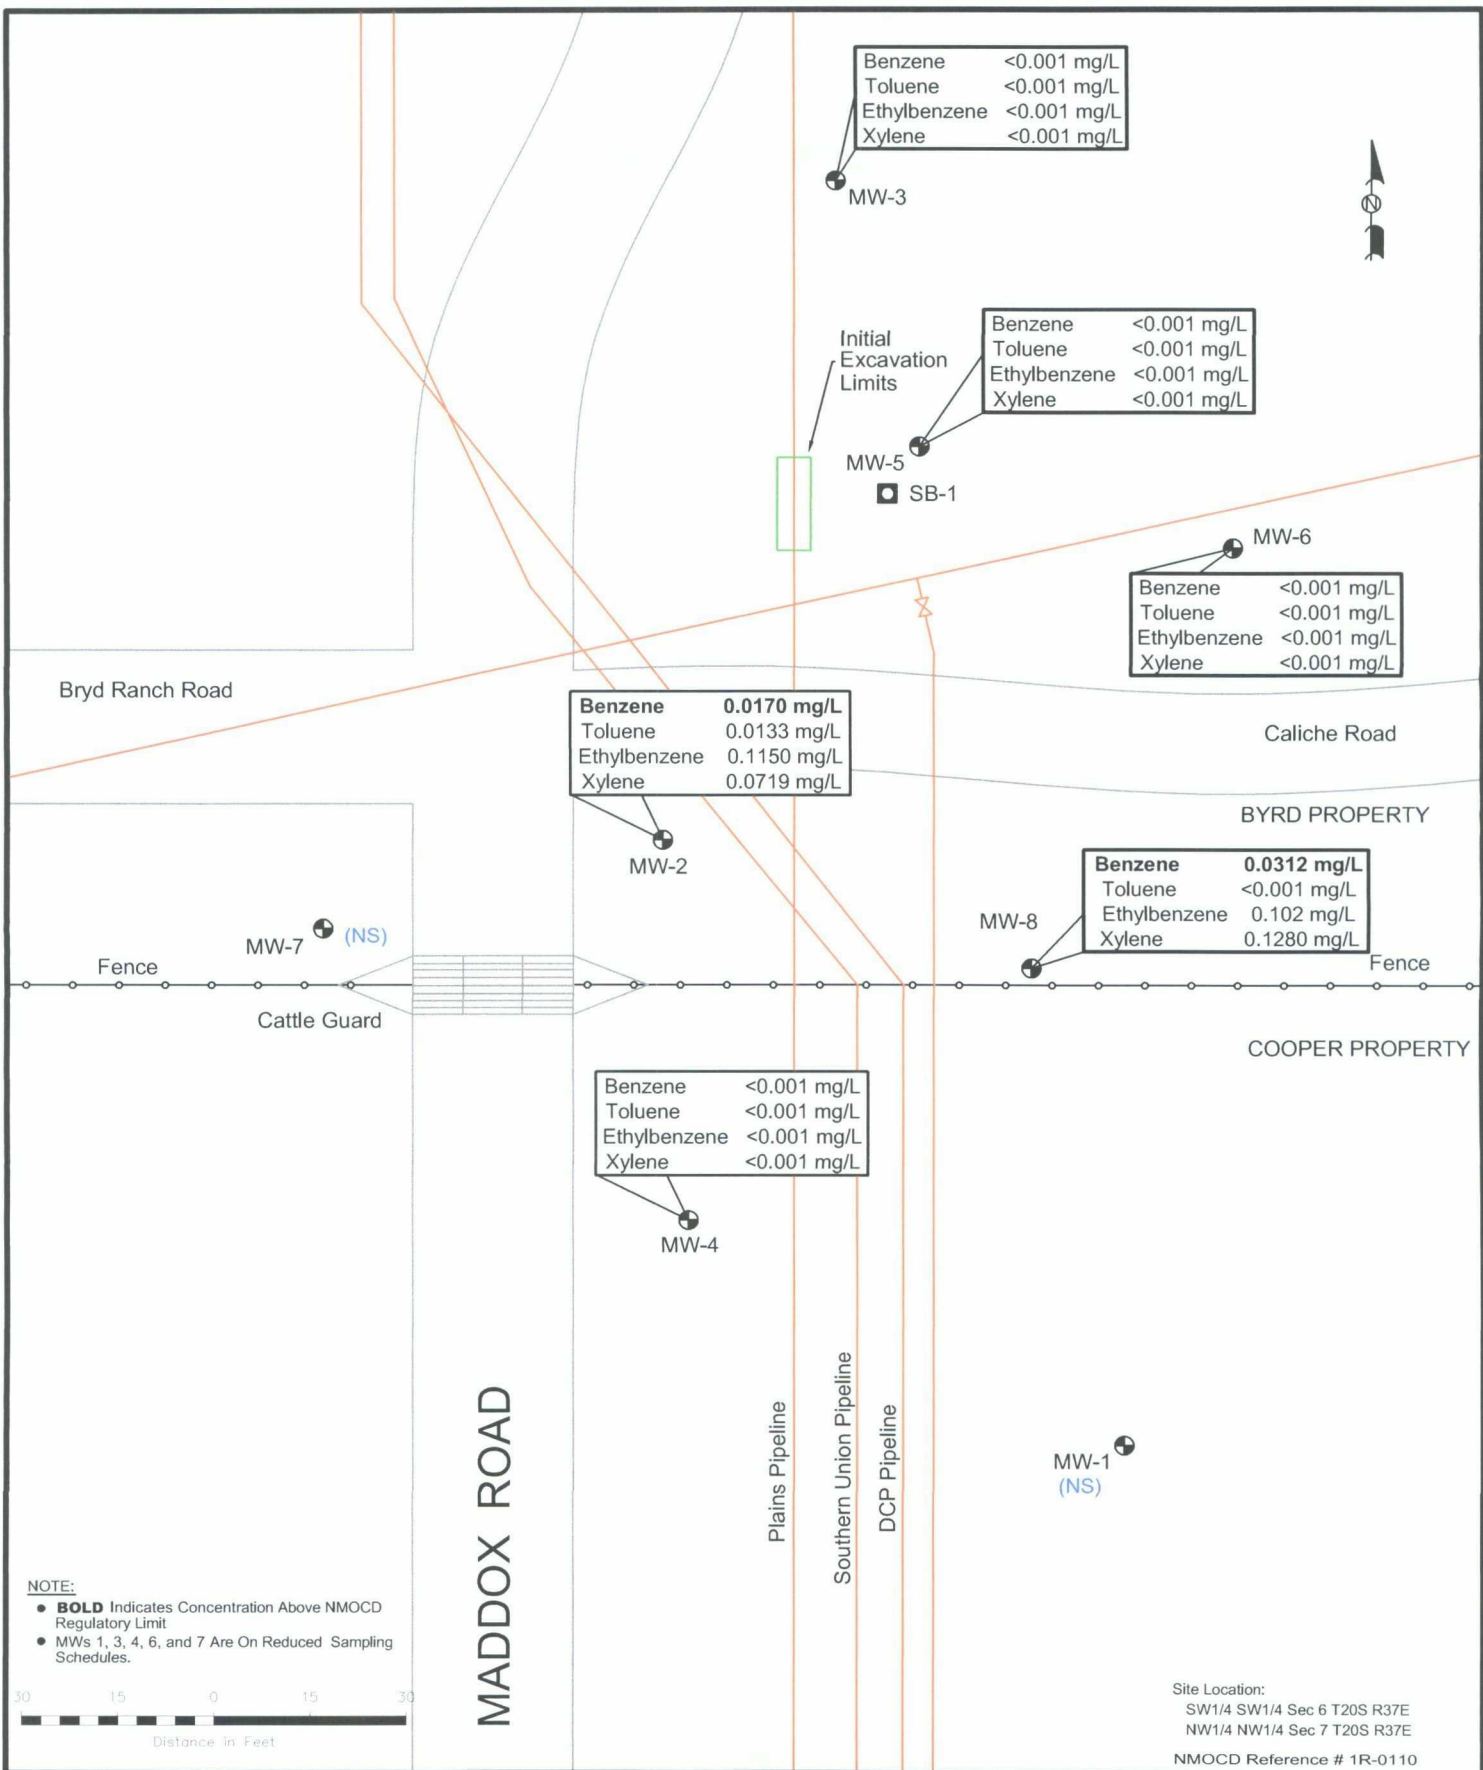 Benzene <0.001 mg/L
Toluene <0.001 mg/L
Ethylbenzene <0.001 mg/L
Xylene <0.001 mg/L
MW-3
N
Initial
Excavation
Limits
Benzene <0.001 mg/L
Toluene <0.001 mg/L
Ethylbenzene <0.001 mg/L
Xylene <0.001 mg/L
MW-5
SB-1
MW-6
Benzene <0.001 mg/L
Toluene <0.001 mg/L
Ethylbenzene <0.001 mg/L
Xylene <0.001 mg/L
Bryd Ranch Road
Benzene 0.0170 mg/L
Toluene 0.0133 mg/L
Ethylbenzene 0.1150 mg/L
Xylene 0.0719 mg/L
Caliche Road
BYRD PROPERTY
MW-2
Benzene 0.0312 mg/L
Toluene <0.001 mg/L
Ethylbenzene 0.102 mg/L
Xylene 0.1280 mg/L
MW-8
MW-7 (NS)
Fence
Fence
Cattle Guard
COOPER PROPERTY
Benzene <0.001 mg/L
Toluene <0.001 mg/L
Ethylbenzene <0.001 mg/L
Xylene <0.001 mg/L
MW-4
MADDOX ROAD
Plains Pipeline
Southern Union Pipeline
DCP Pipeline
MW-1
(NS)
NOTE:
● BOLD Indicates Concentration Above NMOCD
Regulatory Limit
● MWs 1, 3, 4, 6, and 7 Are On Reduced Sampling
Schedules.
30 15 0 15 30
Distance in Feet
Site Location:
SW1/4 SW1/4 Sec 6 T20S R37E
NW1/4 NW1/4 Sec 7 T20S R37E
NMOCD Reference # 1R-0110